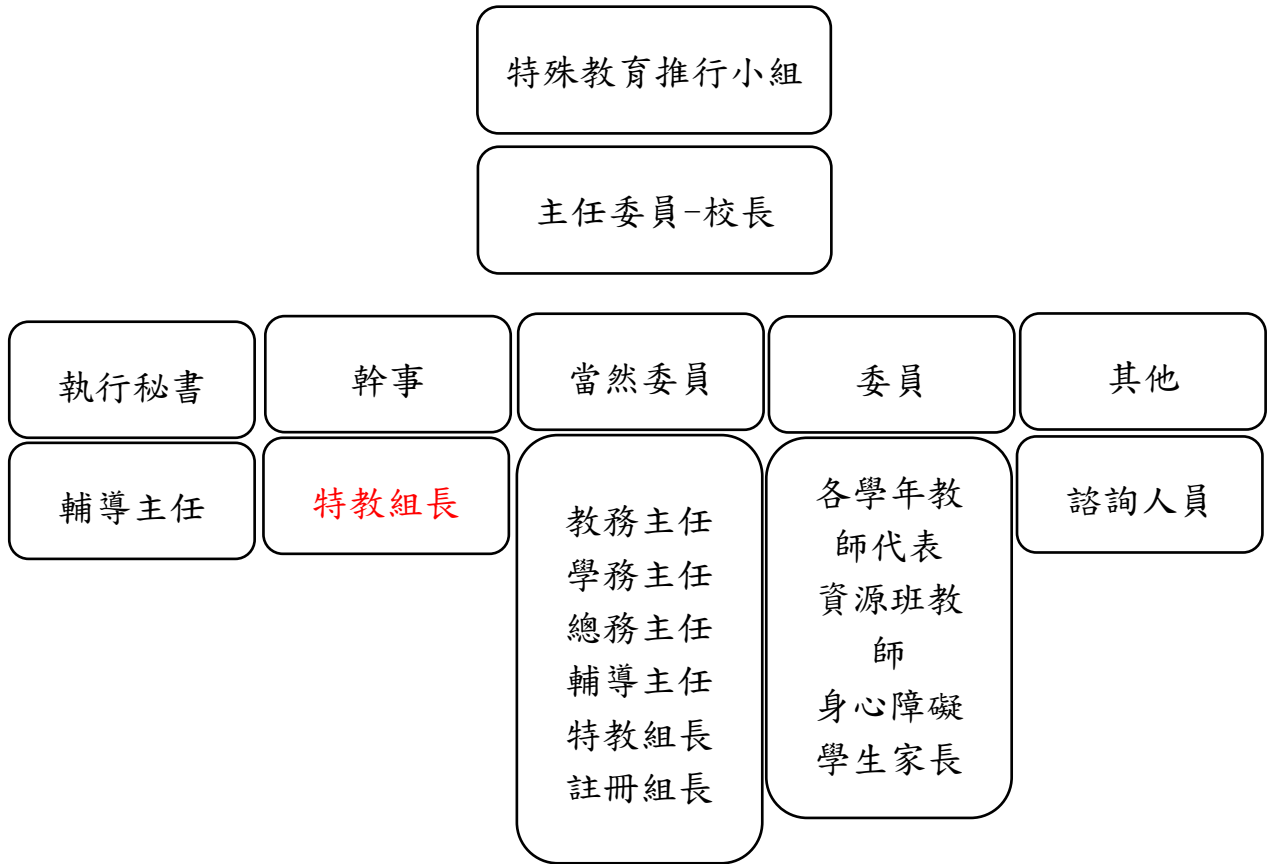 特殊教育推行小組
主任委員-校長
執行秘書
輔導主任
幹事
特教組長
當然委員
教務主任
學務主任
總務主任
輔導主任
特教組長
註冊組長
委員
各學年教
師代表
資源班教
師
身心障礙
學生家長
其他
諮詢人員